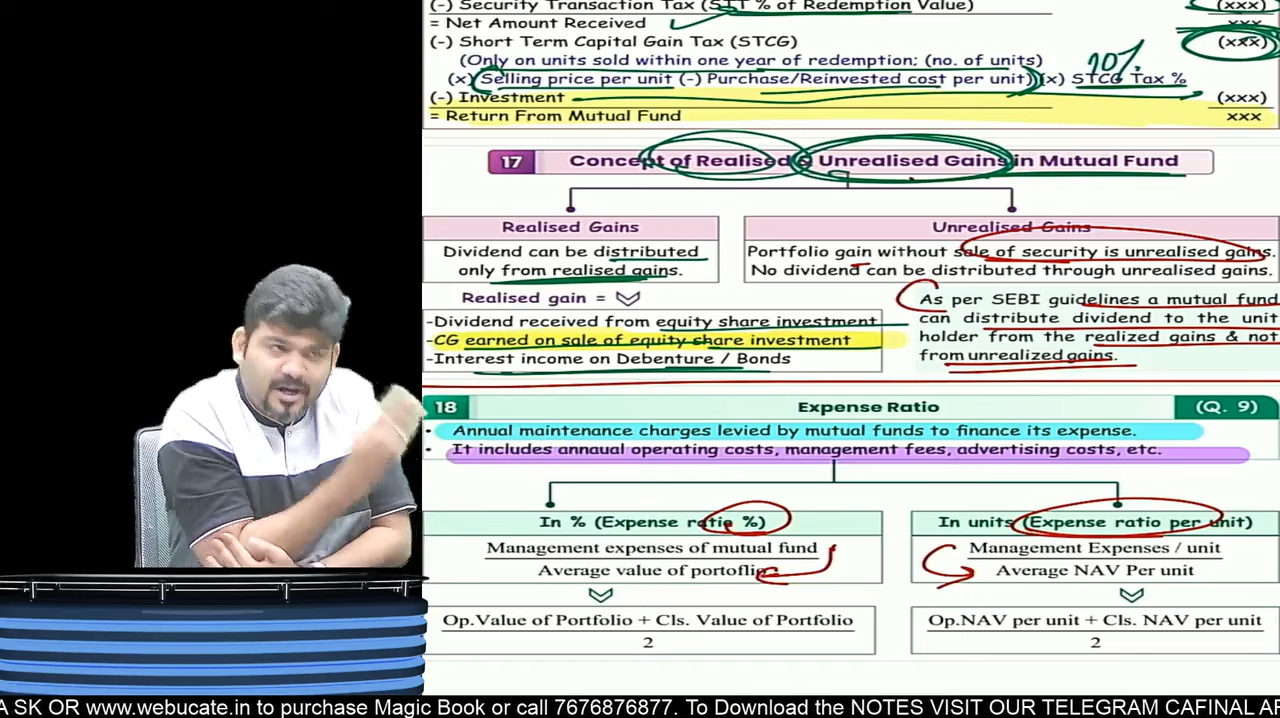 (-) Security Transaction Tax (STT % of Redemption Value) (xxx)
= Net Amount Received xxx
(-) Short Term Capital Gain Tax (STCG) (xxx)
(Only on units sold within one year of redemption; (no. of units)
10%
(x) Selling price per unit (-) Purchase/Reinvested cost per unit) (x) STCG Tax %
(-) Investment (xxx)
= Return From Mutual Fund xxx
17 Concept of Realised & Unrealised Gains in Mutual Fund
Realised Gains
Dividend can be distributed
only from realised gains.
Realised gain =
-Dividend received from equity share investment
-CG earned on sale of equity share investment
-Interest income on Debenture / Bonds
Unrealised Gains
Portfolio gain without sale of security is unrealised gains.
No dividend can be distributed through unrealised gains.
As per SEBI guidelines a mutual fund
can distribute dividend to the unit
holder from the realized gains & not
from unrealized gains.
18 Expense Ratio (Q. 9)
• Annual maintenance charges levied by mutual funds to finance its expense.
• It includes annaual operating costs, management fees, advertising costs, etc.
In % (Expense ratio %)
Management expenses of mutual fund
Average value of portoflio
Op.Value of Portfolio + Cls. Value of Portfolio
2
In units (Expense ratio per unit)
Management Expenses / unit
Average NAV Per unit
Op.NAV per unit + Cls. NAV per unit
2
A SK OR www.webucate.in to purchase Magic Book or call 7676876877. To Download the NOTES VISIT OUR TELEGRAM CAFINAL AF